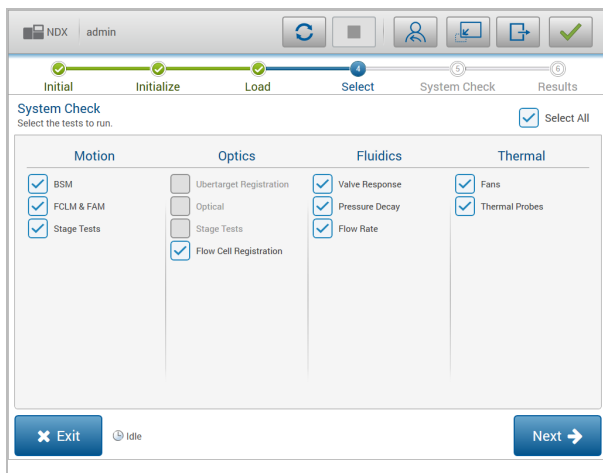 NDX admin
4 5 6
Initial Initialize Load Select System Check Results
System Check
Select the tests to run.
Select All
Motion Optics Fluidics Thermal
BSM Ubertarget Registration Valve Response Fans
FCLM & FAM Optical Pressure Decay Thermal Probes
Stage Tests Stage Tests Flow Rate
Flow Cell Registration
Exit Idle Next